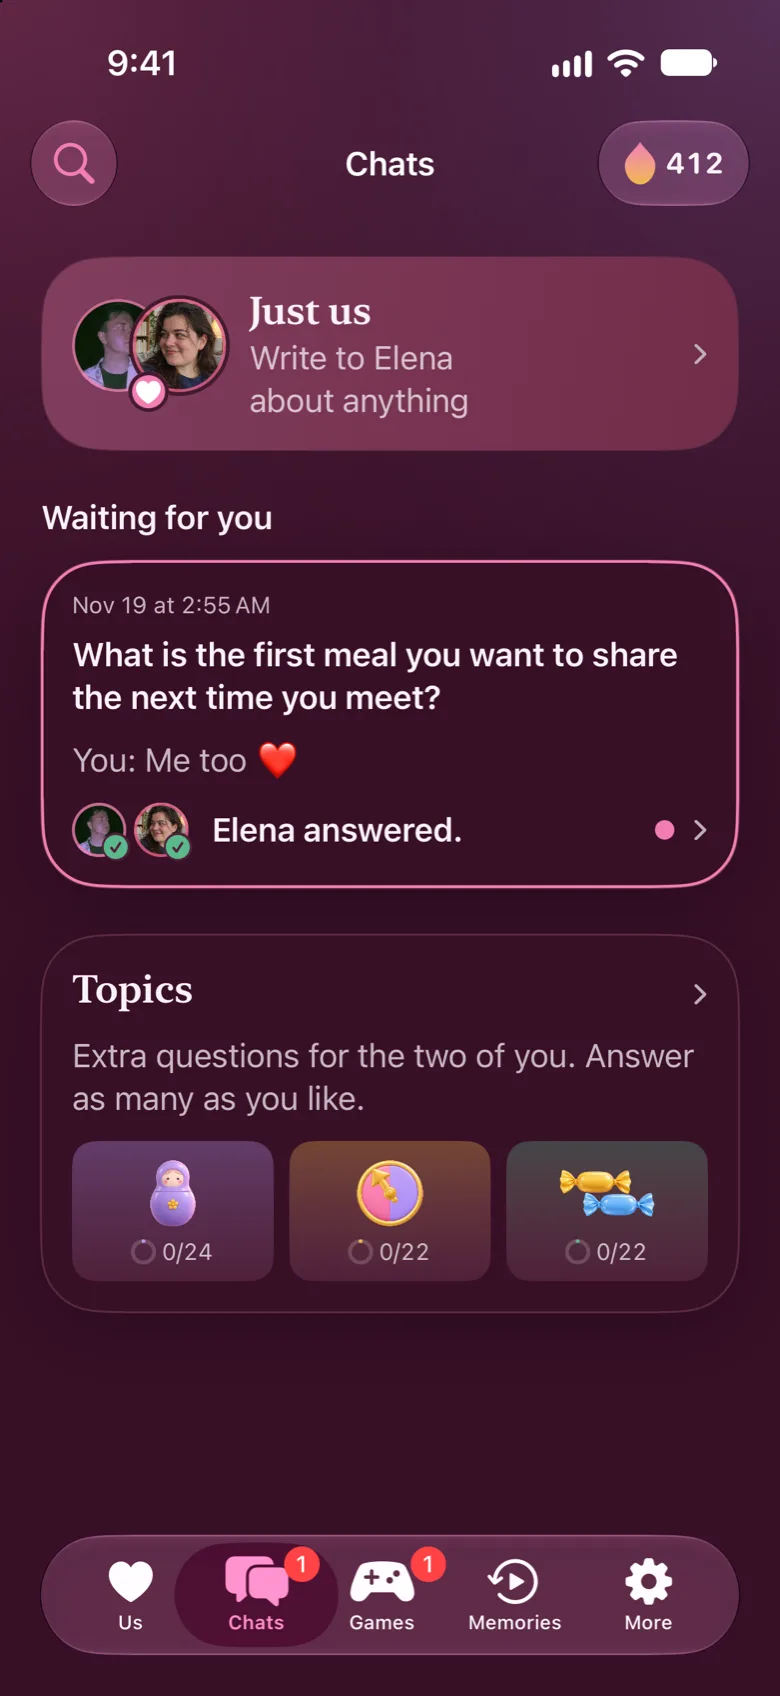 9:41
Chats
412
Just us
Write to Elena
about anything
Waiting for you
Nov 19 at 2:55 AM
What is the first meal you want to share
the next time you meet?
You: Me too ❤️
Elena answered.
Topics
Extra questions for the two of you. Answer
as many as you like.
0/24
0/22
0/22
1
1
Us
Chats
Games
Memories
More